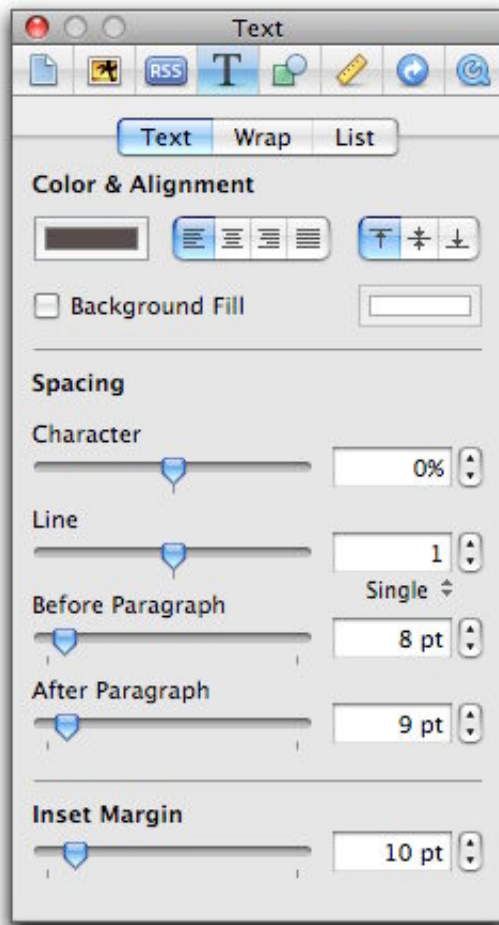 Text
RSS T
Text Wrap List
Color & Alignment
Background Fill
Spacing
Character
0%
Line
1
Single
Before Paragraph
8 pt
After Paragraph
9 pt
Inset Margin
10 pt